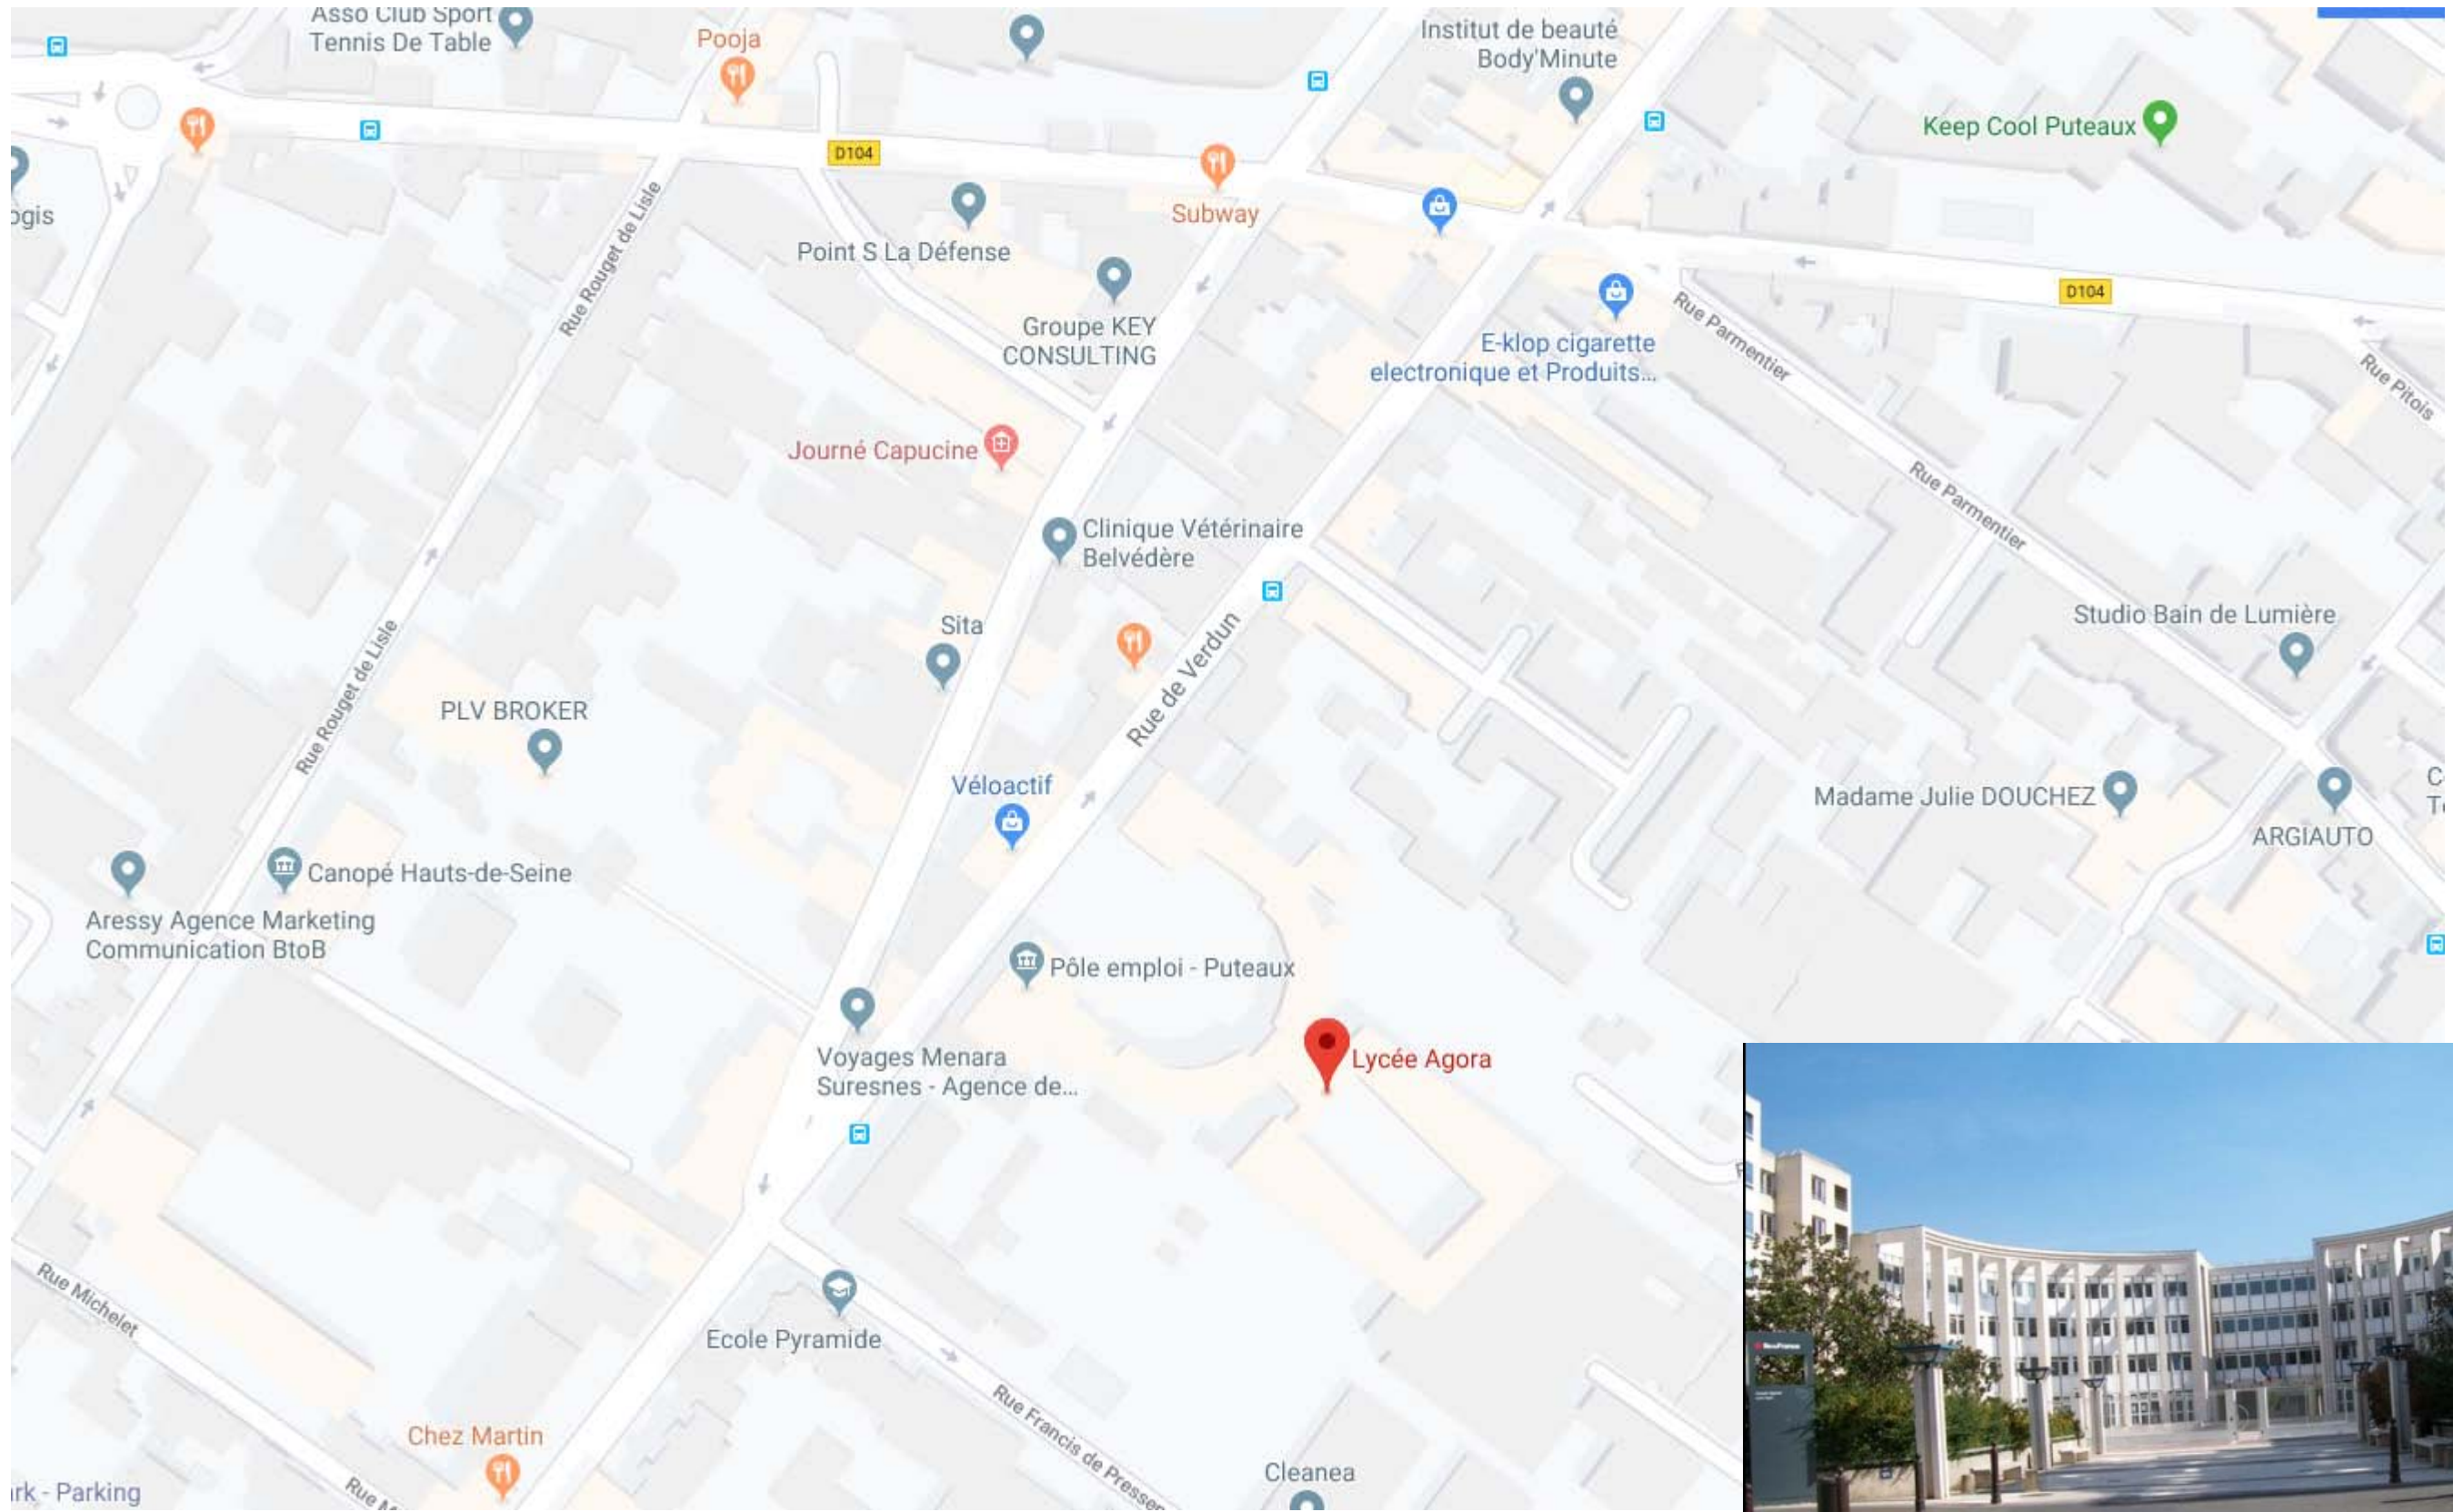 Asso Club Sport
Tennis De Table
Pooja
Institut de beauté
Body'Minute
Keep Cool Puteaux
D104
ogis
Subway
Point S La Défense
Rue Rouget de Lisle
Groupe KEY
CONSULTING
E-klop cigarette
electronique et Produits...
Rue Parmentier
D104
Rue Pitois
Journé Capucine
Rue Parmentier
Clinique Vétérinaire
Belvédère
Sita
Studio Bain de Lumière
Rue de Verdun
Rue Rouget de Lisle
PLV BROKER
Véloactif
Madame Julie DOUCHEZ
ARGIAUTO
Canopé Hauts-de-Seine
Aressy Agence Marketing
Communication BtoB
Pôle emploi - Puteaux
Voyages Menara
Suresnes - Agence de...
Lycée Agora
Rue Michelet
Ecole Pyramide
Rue Francis de Pressen
Chez Martin
Cleanea
rk - Parking
Rue M